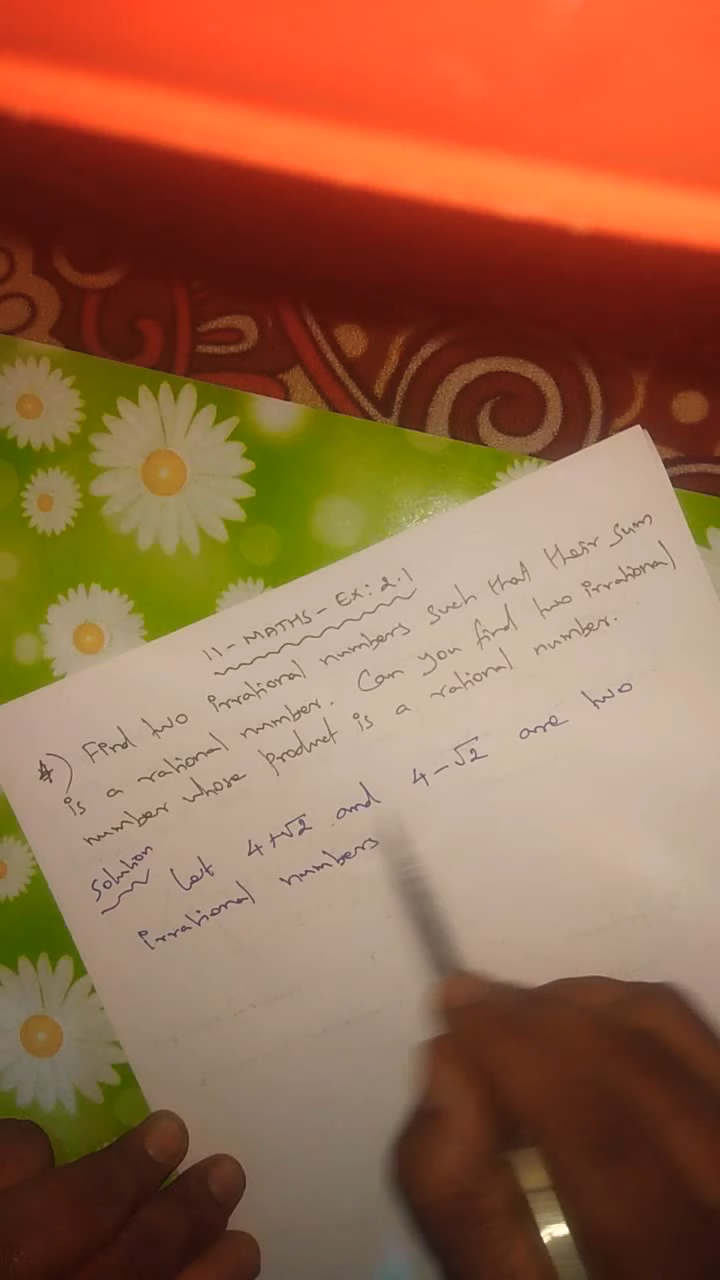 11-MATHS-Ex:2.1
4) Find two irrational numbers such that their sum
is a rational number. Can you find two irrational
number whose product is a rational number.
Solution
Let 4+√2 and 4-√2 are two
irrational numbers